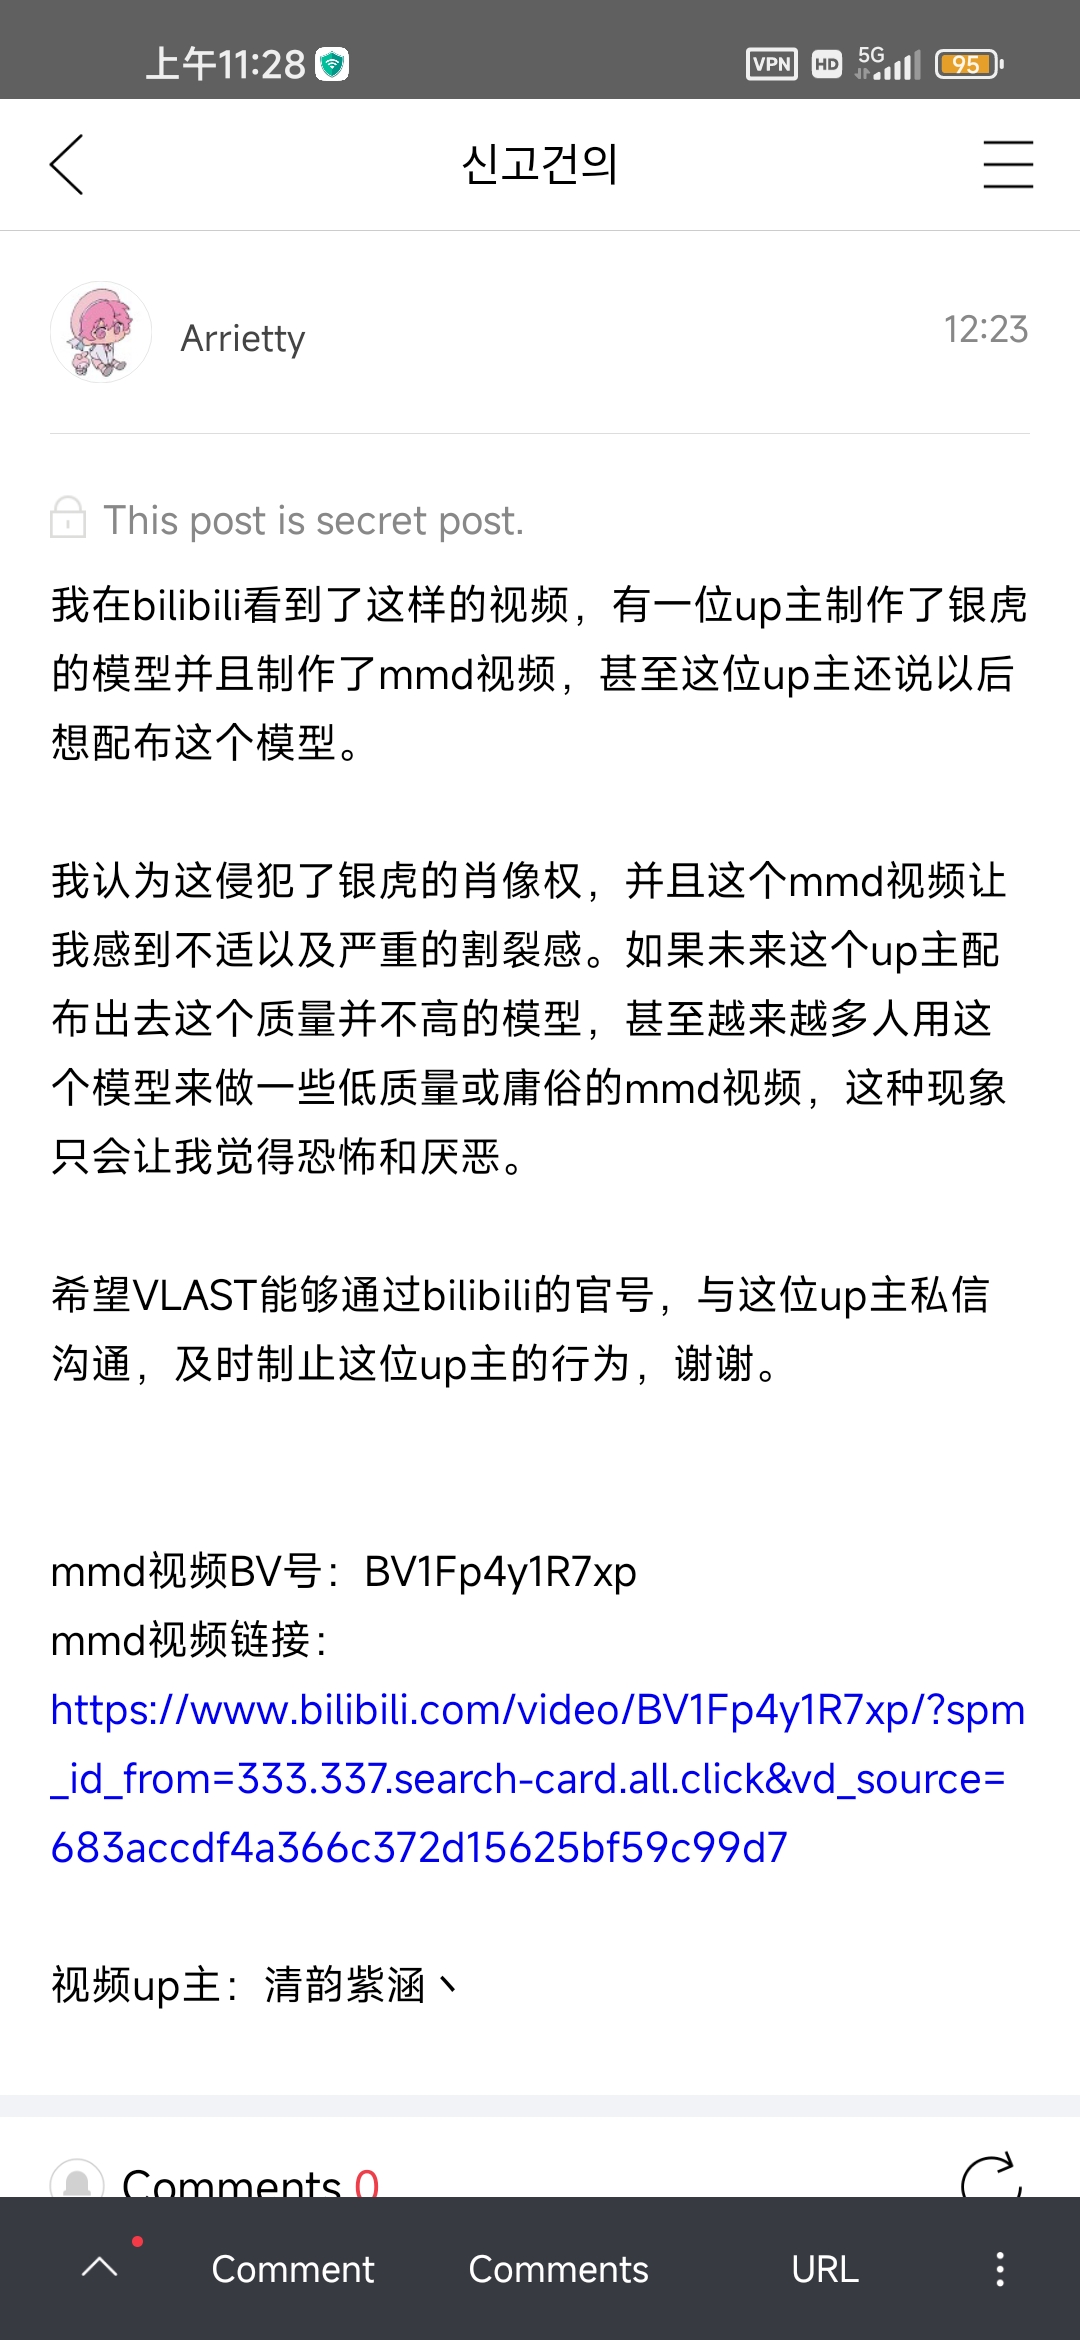 上午11:28
VPN HD 5G 95
신고건의
Arrietty
12:23
This post is secret post.
我在bilibili看到了这样的视频，有一位up主制作了银虎
的模型并且制作了mmd视频，甚至这位up主还说以后
想配布这个模型。
我认为这侵犯了银虎的肖像权，并且这个mmd视频让
我感到不适以及严重的割裂感。如果未来这个up主配
布出去这个质量并不高的模型，甚至越来越多人用这
个模型来做一些低质量或庸俗的mmd视频，这种现象
只会让我觉得恐怖和厌恶。
希望VLAST能够通过bilibili的官号，与这位up主私信
沟通，及时制止这位up主的行为，谢谢。
mmd视频BV号：BV1Fp4y1R7xp
mmd视频链接：
https://www.bilibili.com/video/BV1Fp4y1R7xp/?spm
_id_from=333.337.search-card.all.click&vd_source=
683accdf4a366c372d15625bf59c99d7
视频up主：清韵紫涵丶
Comments 0
Comment Comments URL